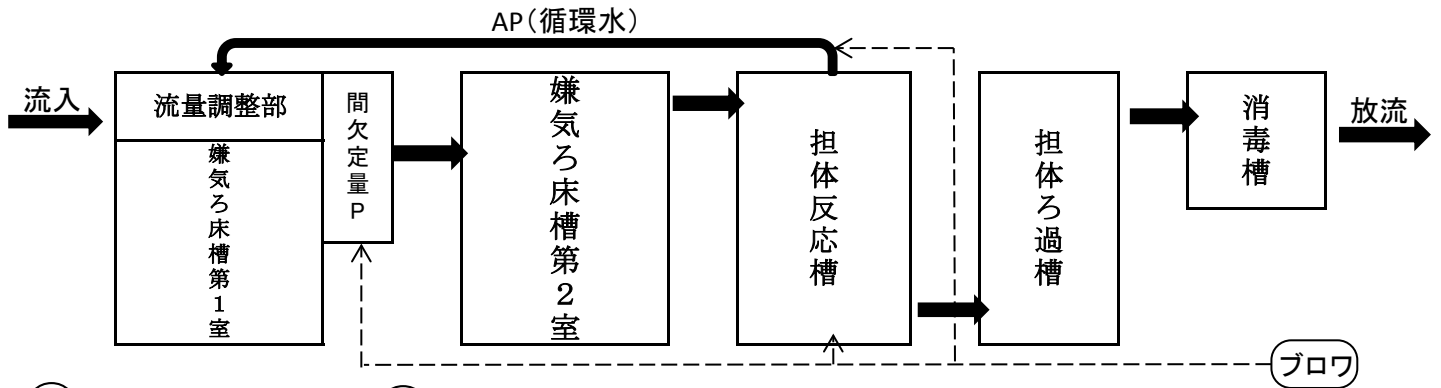 AP（循環水）
流入
流量調整部
嫌気ろ床槽第１室
間欠定量P
嫌気ろ床槽第２室
担体反応槽
担体ろ過槽
消毒槽
放流
ブロワ